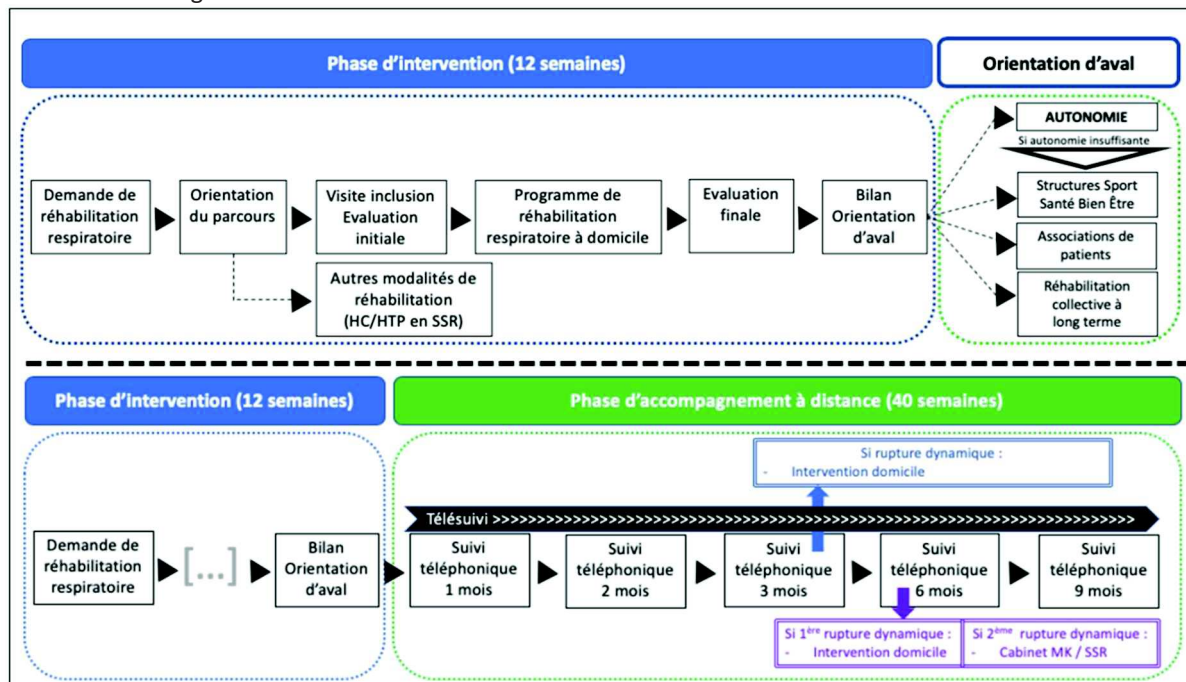 Phase d'intervention (12 semaines)
Orientation d'aval
Demande de
réhabilitation
respiratoire
Orientation
du parcours
Visite inclusion
Evaluation
initiale
Programme de
réhabilitation
respiratoire à domicile
Evaluation
finale
Bilan
Orientation
d'aval
Autres modalités de
réhabilitation
(HC/HTP en SSR)
AUTONOMIE
Si autonomie insuffisante
Structures Sport
Santé Bien Être
Associations de
patients
Réhabilitation
collective à
long terme
Phase d'intervention (12 semaines)
Phase d'accompagnement à distance (40 semaines)
Si rupture dynamique :
- Intervention domicile
Télésuivi >>>>>>>>>>>>>>>>>>>>>>>>>>>>>>>>>>>>>>>>>>>>>>>>>>>>>>>>>>>>>>>>>>>>>>>>
Demande de
réhabilitation
respiratoire
[...]
Bilan
Orientation
d'aval
Suivi
téléphonique
1 mois
Suivi
téléphonique
2 mois
Suivi
téléphonique
3 mois
Suivi
téléphonique
6 mois
Suivi
téléphonique
9 mois
Si 1ère rupture dynamique :
- Intervention domicile
Si 2ème rupture dynamique :
- Cabinet MK / SSR